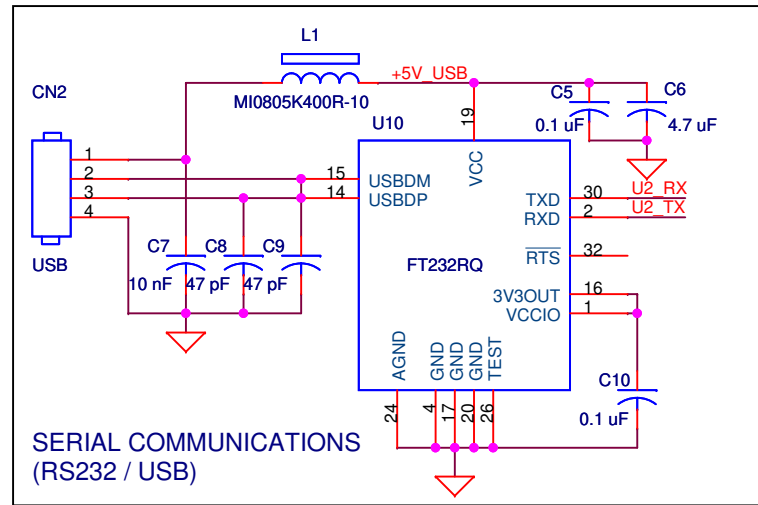 L1
+5V_USB
MI0805K400R-10
CN2
1
2
3
4
USB
C7
10 nF
C8
47 pF
C9
47 pF
U10
19
VCC
15
USBDM
14
USBDP
FT232RQ
TXD
30
U2_RX
RXD
2
U2_TX
RTS
32
3V3OUT
16
VCCIO
1
AGND
GND
GND
GND
TEST
24
4
17
20
26
C5
0.1 uF
C6
4.7 uF
C10
0.1 uF
SERIAL COMMUNICATIONS
(RS232 / USB)